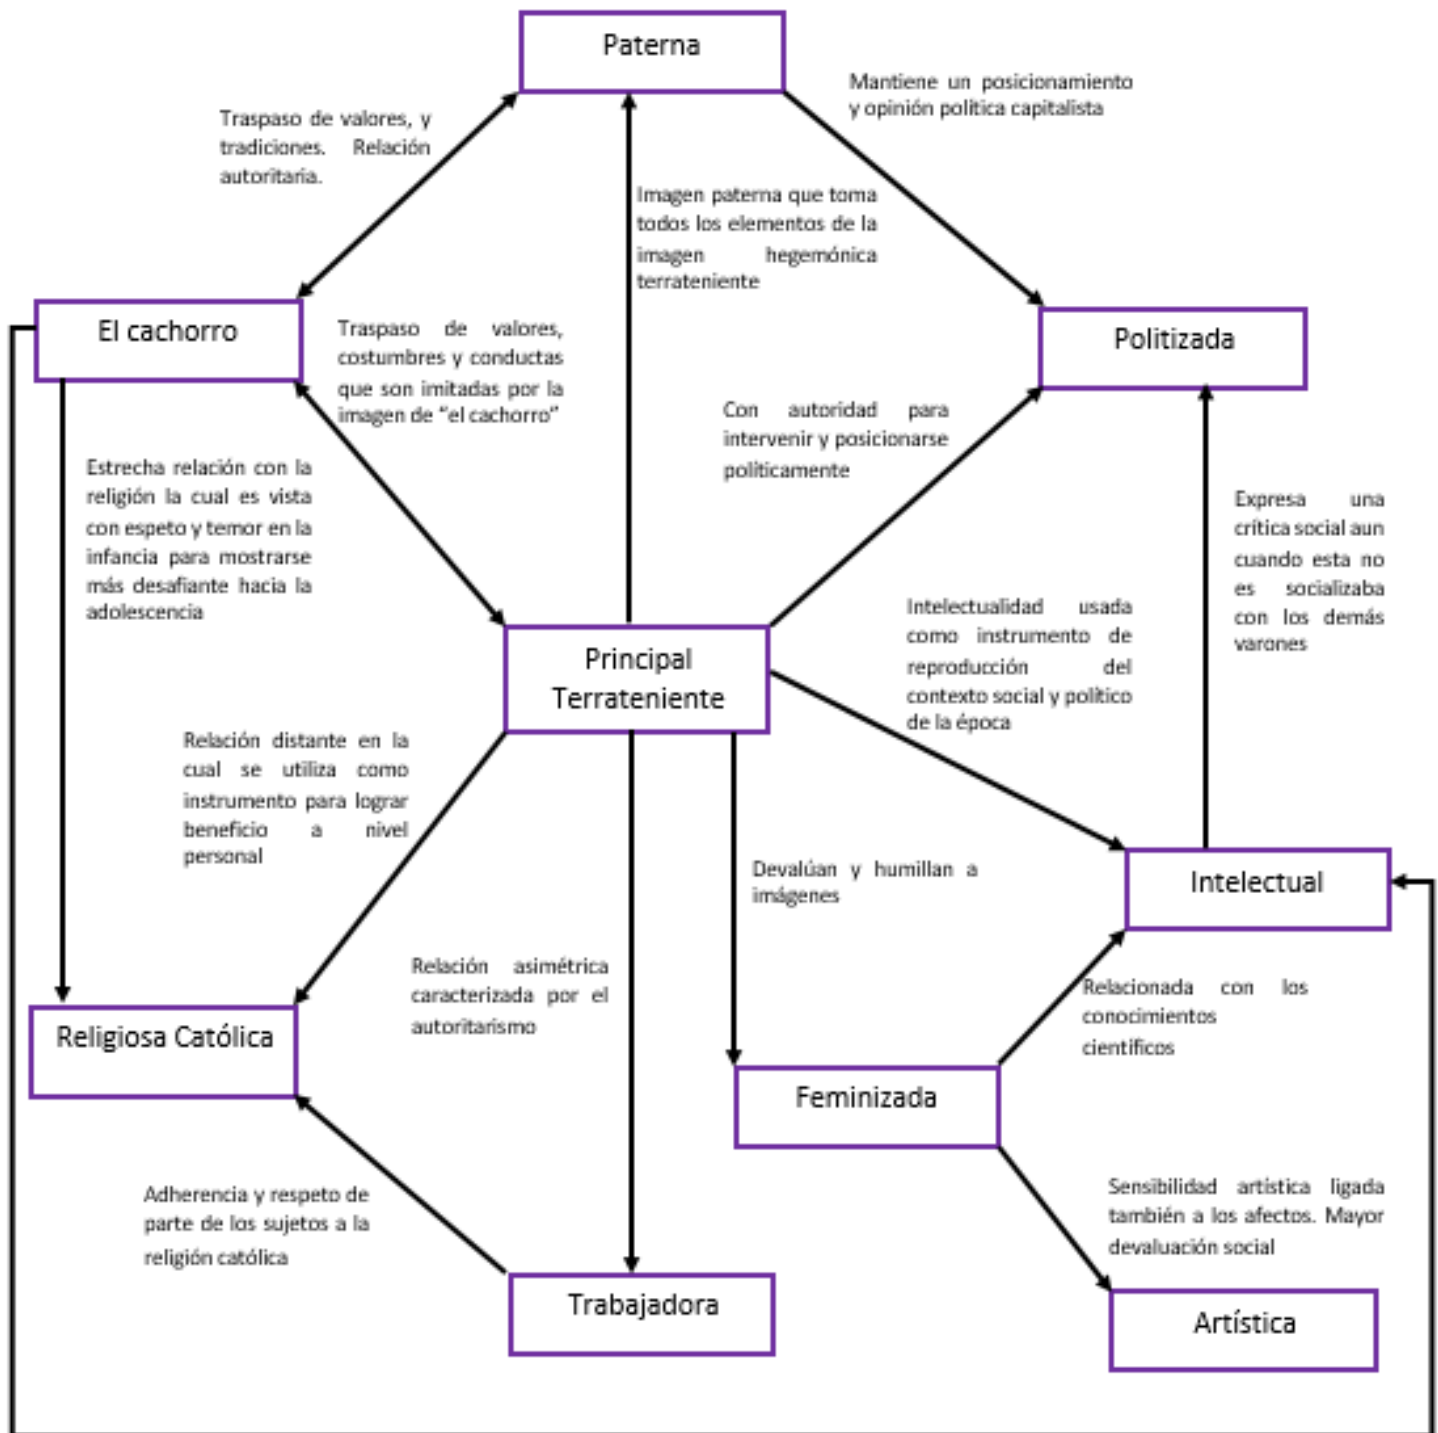 Paterna
Mantiene un posicionamiento
y opinión política capitalista
Traspaso de valores, y
tradiciones. Relación
autoritaria.
Imagen paterna que toma
todos los elementos de la
imagen hegemónica
terrateniente
El cachorro
Traspaso de valores,
costumbres y conductas
que son imitadas por la
imagen de “el cachorro”
Politizada
Con autoridad para
intervenir y posicionarse
políticamente
Estrecha relación con la
religión la cual es vista
con espeto y temor en la
infancia para mostrarse
más desafiante hacia la
adolescencia
Expresa una
crítica social aun
cuando esta no
es socializaba
con los demás
varones
Principal
Terrateniente
Intelectualidad usada
como instrumento de
reproducción del
contexto social y político
de la época
Relación distante en la
cual se utiliza como
instrumento para lograr
beneficio a nivel
personal
Devalúan y humillan a
imágenes
Intelectual
Relación asimétrica
caracterizada por el
autoritarismo
Relacionada con los
conocimientos
científicos
Religiosa Católica
Feminizada
Adherencia y respeto de
parte de los sujetos a la
religión católica
Sensibilidad artística ligada
también a los afectos. Mayor
devaluación social
Trabajadora
Artística